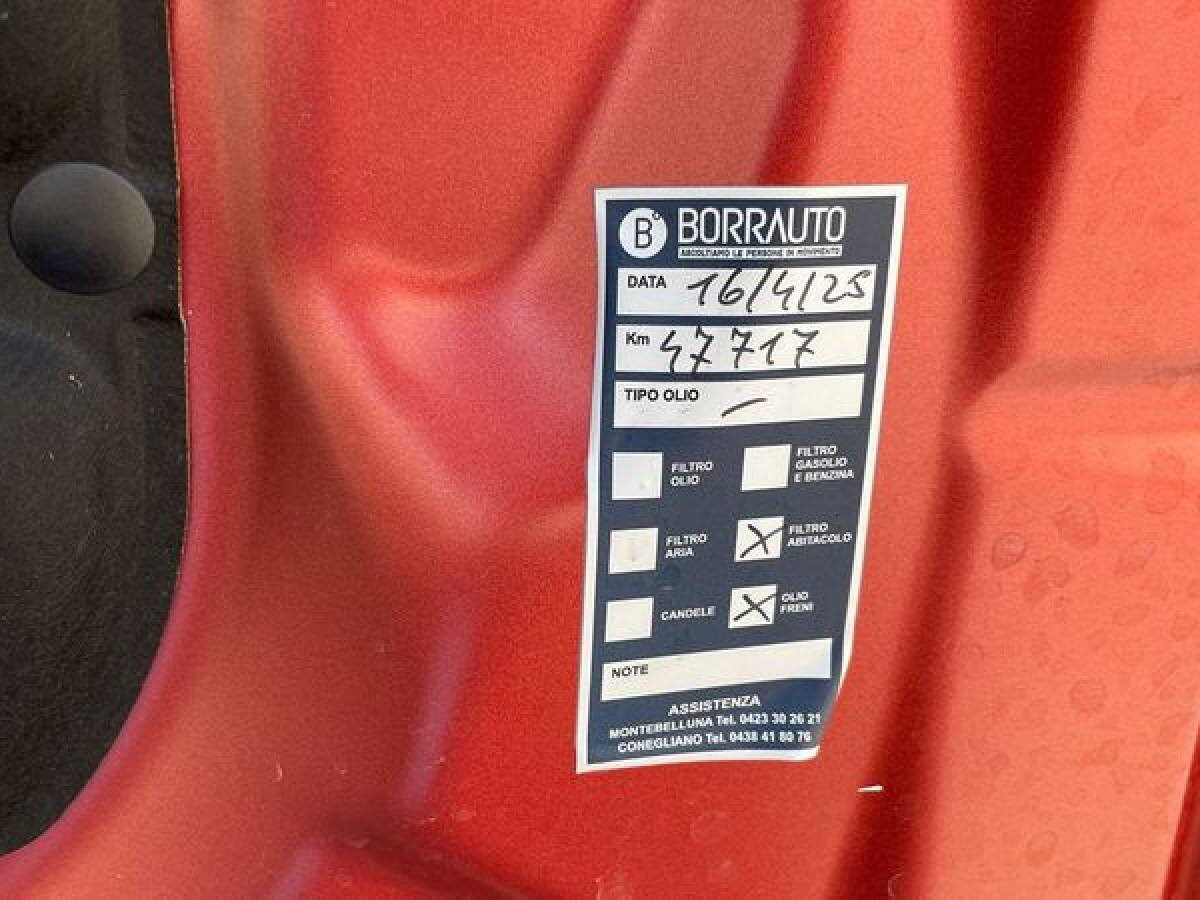 B° BORRAUTO
ASCOLTIAMO LE PERSONE IN MOVIMENTO
DATA 16/4/25
Km 47717
TIPO OLIO –
FILTRO
OLIO
FILTRO
GASOLIO
E BENZINA
FILTRO
ARIA
X FILTRO
ABITACOLO
CANDELE
X OLIO
FRENI
NOTE
ASSISTENZA
MONTEBELLUNA Tel. 0423 30 26 21
CONEGLIANO Tel. 0438 41 80 76